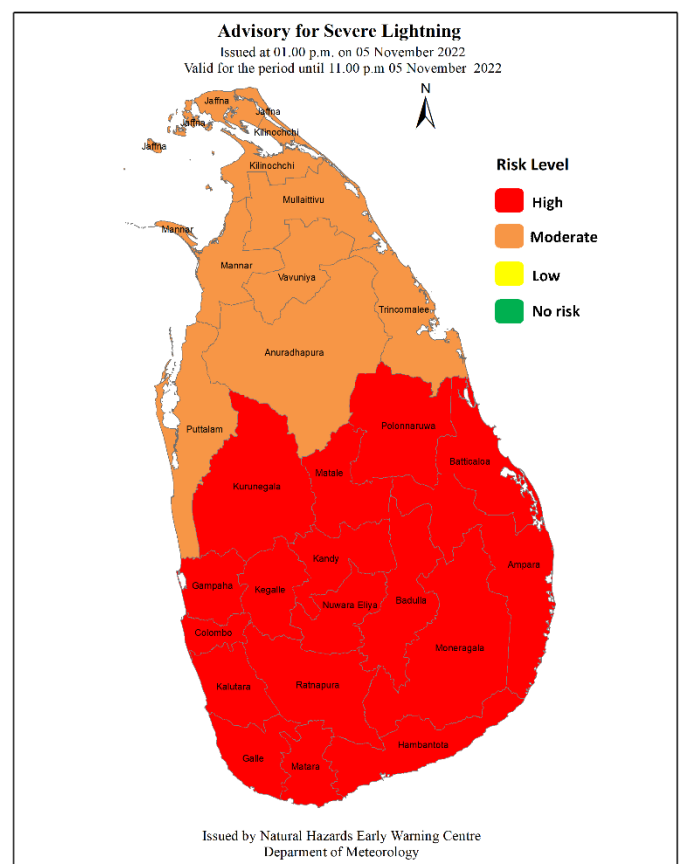 Advisory for Severe Lightning
Issued at 01.00 p.m. on 05 November 2022
Valid for the period until 11.00 p.m 05 November 2022
N
Jaffna
Jaffna
Jaffna
Kilinochchi
Jaffna
Kilinochchi
Risk Level
High
Moderate
Low
No risk
Mullaittivu
Mannar
Mannar
Vavuniya
Trincomalee
Anuradhapura
Puttalam
Polonnaruwa
Batticaloa
Matale
Kurunegala
Kandy
Ampara
Gampaha
Kegalle
Nuwara Eliya
Badulla
Colombo
Moneragala
Kalutara
Ratnapura
Hambantota
Galle
Matara
Issued by Natural Hazards Early Warning Centre
Deparment of Meteorology